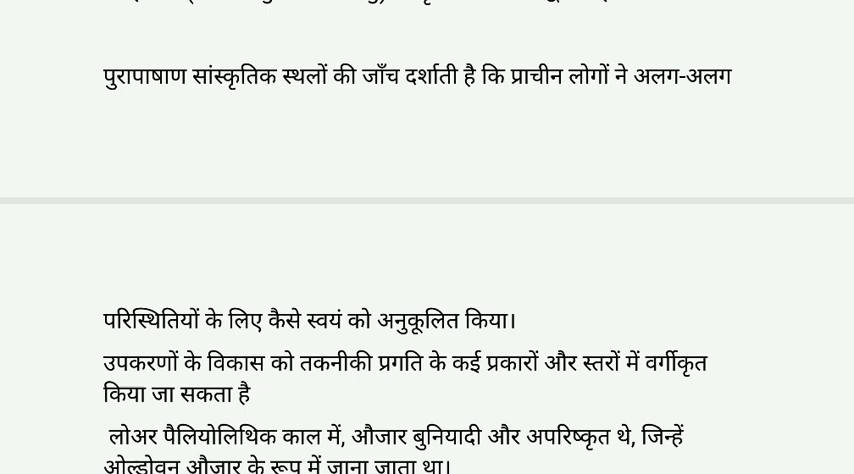 पुरापाषाण सांस्कृतिक स्थलों की जाँच दर्शाती है कि प्राचीन लोगों ने अलग-अलग
परिस्थितियों के लिए कैसे स्वयं को अनुकूलित किया।
उपकरणों के विकास को तकनीकी प्रगति के कई प्रकारों और स्तरों में वर्गीकृत
किया जा सकता है
लोअर पैलियोलिथिक काल में, औजार बुनियादी और अपरिष्कृत थे, जिन्हें
ओल्डोवन औजार के रूप में जाना जाता था।